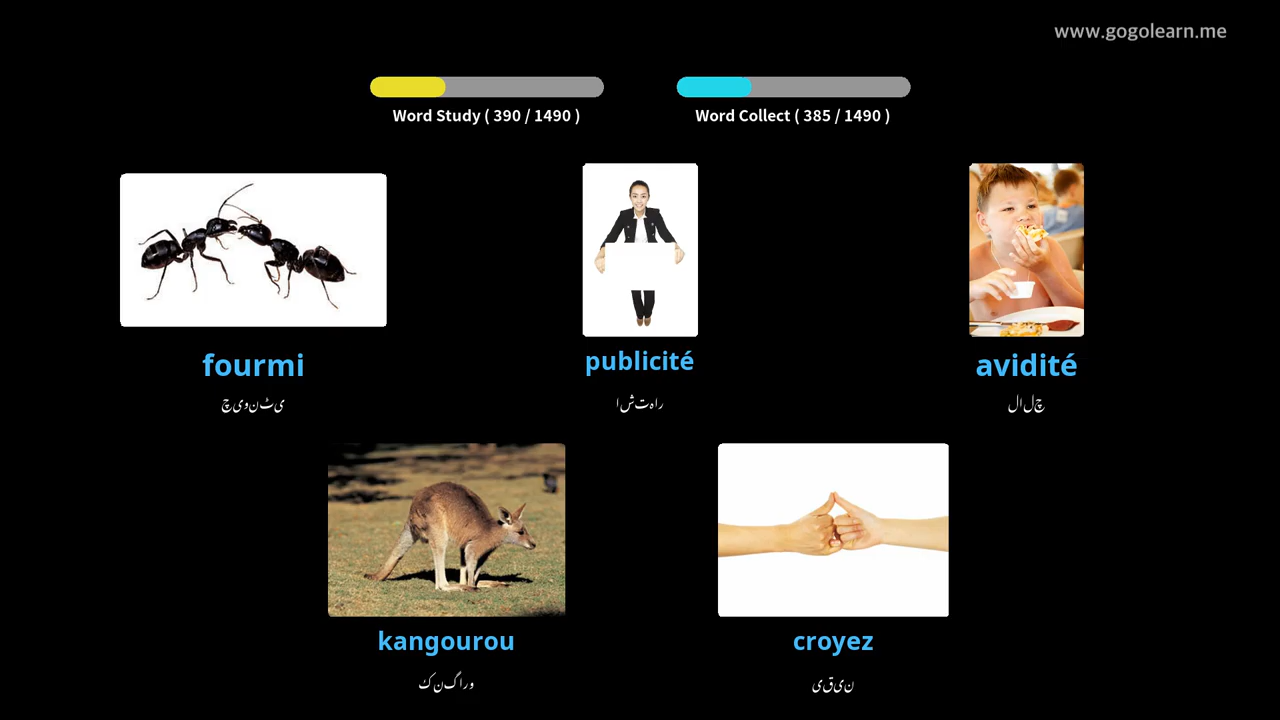 www.gogolearn.me
Word Study ( 390 / 1490 )
Word Collect ( 385 / 1490 )
fourmi
یٹنویچ
publicité
راہتشا
avidité
چلال
kangourou
وراگنک
croyez
نیقی